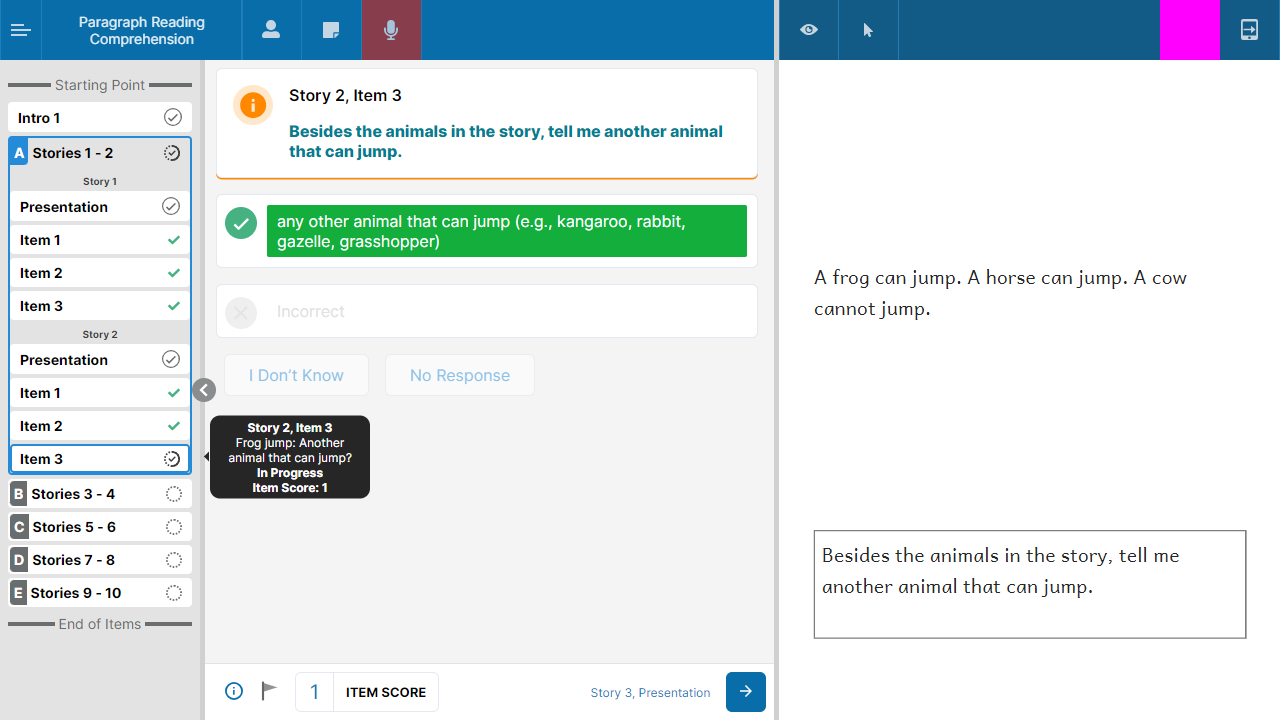 Paragraph Reading
Comprehension
Starting Point
Intro 1
A Stories 1 - 2
Story 1
Presentation
Item 1
Item 2
Item 3
Story 2
Presentation
Item 1
Item 2
Item 3
B Stories 3 - 4
C Stories 5 - 6
D Stories 7 - 8
E Stories 9 - 10
End of Items
Story 2, Item 3
Besides the animals in the story, tell me another animal
that can jump.
any other animal that can jump (e.g., kangaroo, rabbit,
gazelle, grasshopper)
Incorrect
I Don't Know
No Response
Story 2, Item 3
Frog jump: Another
animal that can jump?
In Progress
Item Score: 1
1 ITEM SCORE
Story 3, Presentation
A frog can jump. A horse can jump. A cow
cannot jump.
Besides the animals in the story, tell me
another animal that can jump.